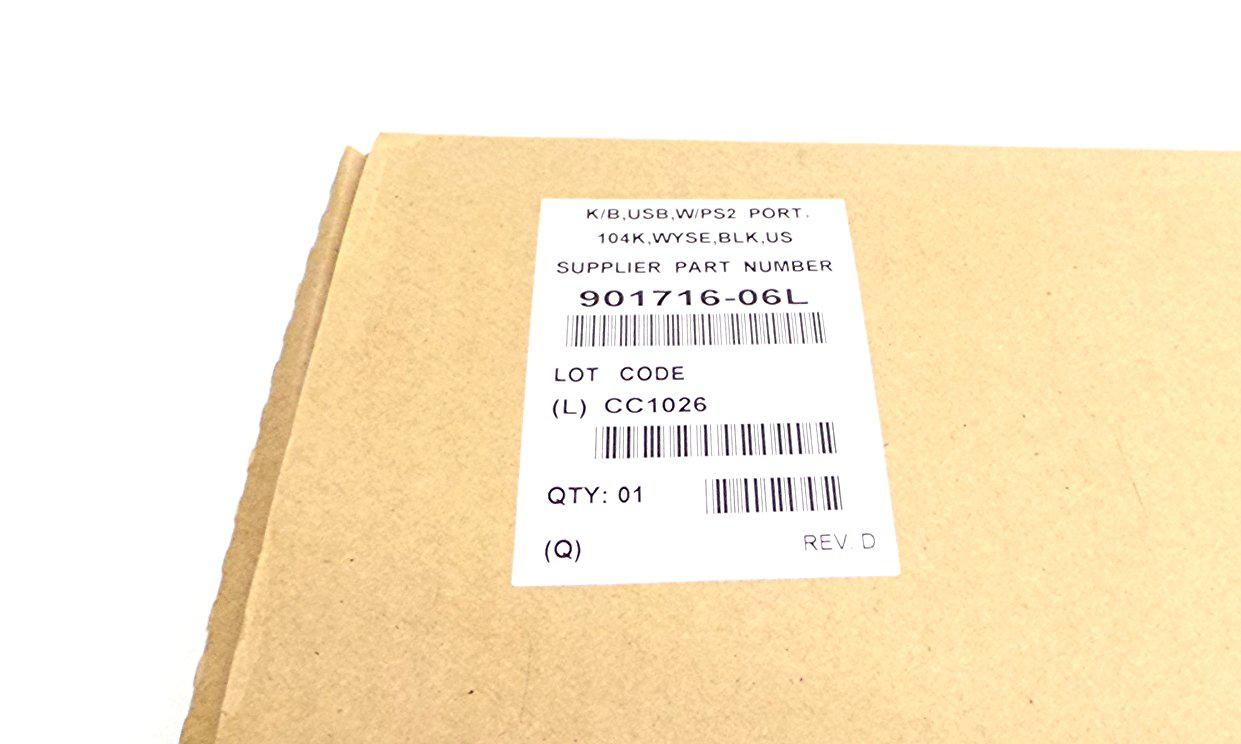 K/B,USB,W/PS2 PORT.
104K,WYSE,BLK,US
SUPPLIER PART NUMBER
901716-06L
LOT CODE
(L) CC1026
QTY: 01
(Q)
REV. D